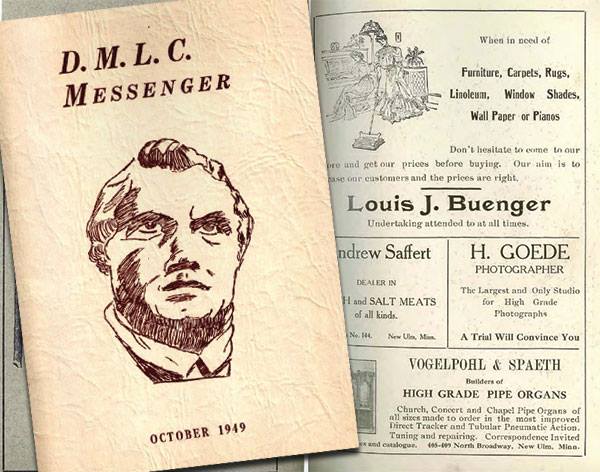 D. M. L. C.
MESSENGER
OCTOBER 1949
When in need of
Furniture, Carpets, Rugs,
Linoleum, Window Shades,
Wall Paper or Pianos
Don't hesitate to come to our
and get our prices before buying. Our aim is to
our customers and the prices are right.
Louis J. Buenger
Undertaking attended to at all times.
ndrew Saffert
DEALER IN
H and SALT MEATS
of all kinds.
No. 144. New Ulm, Minn.
H. GOEDE
PHOTOGRAPHER
The Largest and Only Studio
for High Grade
Photographs
A Trial Will Convince You
VOGELPOHL & SPAETH
Builders of
HIGH GRADE PIPE ORGANS
Church, Concert and Chapel Pipe Organs of
all sizes made to order in the most improved
Direct Tracker and Tubular Pneumatic Action.
Tuning and repairing. Correspondence Invited
and catalogue. 405-409 North Broadway, New Ulm, Minn.